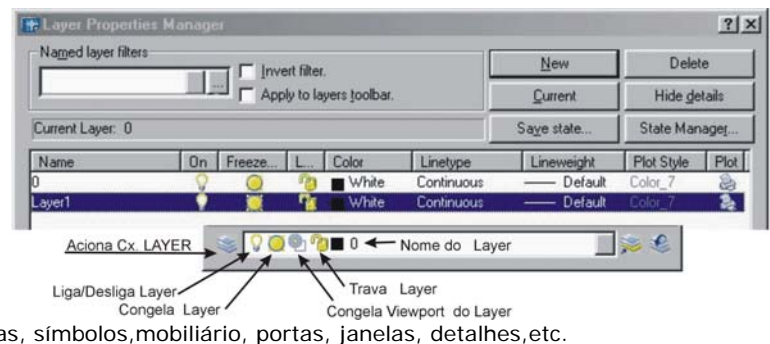 Layer Properties Manager
Named layer filters
Invert filter.
Apply to layers toolbar.
New
Delete
Current
Hide details
Current Layer: 0
Save state...
State Manager...
Name On Freeze... L... Color Linetype Lineweight Plot Style Plot
0 White Continuous Default Color_7
Layer1 White Continuous Default Color_7
Aciona Cx. LAYER
0
Nome do Layer
Liga/Desliga Layer
Trava Layer
Congela Layer
Congela Viewport do Layer
as, símbolos,mobiliário, portas, janelas, detalhes,etc.